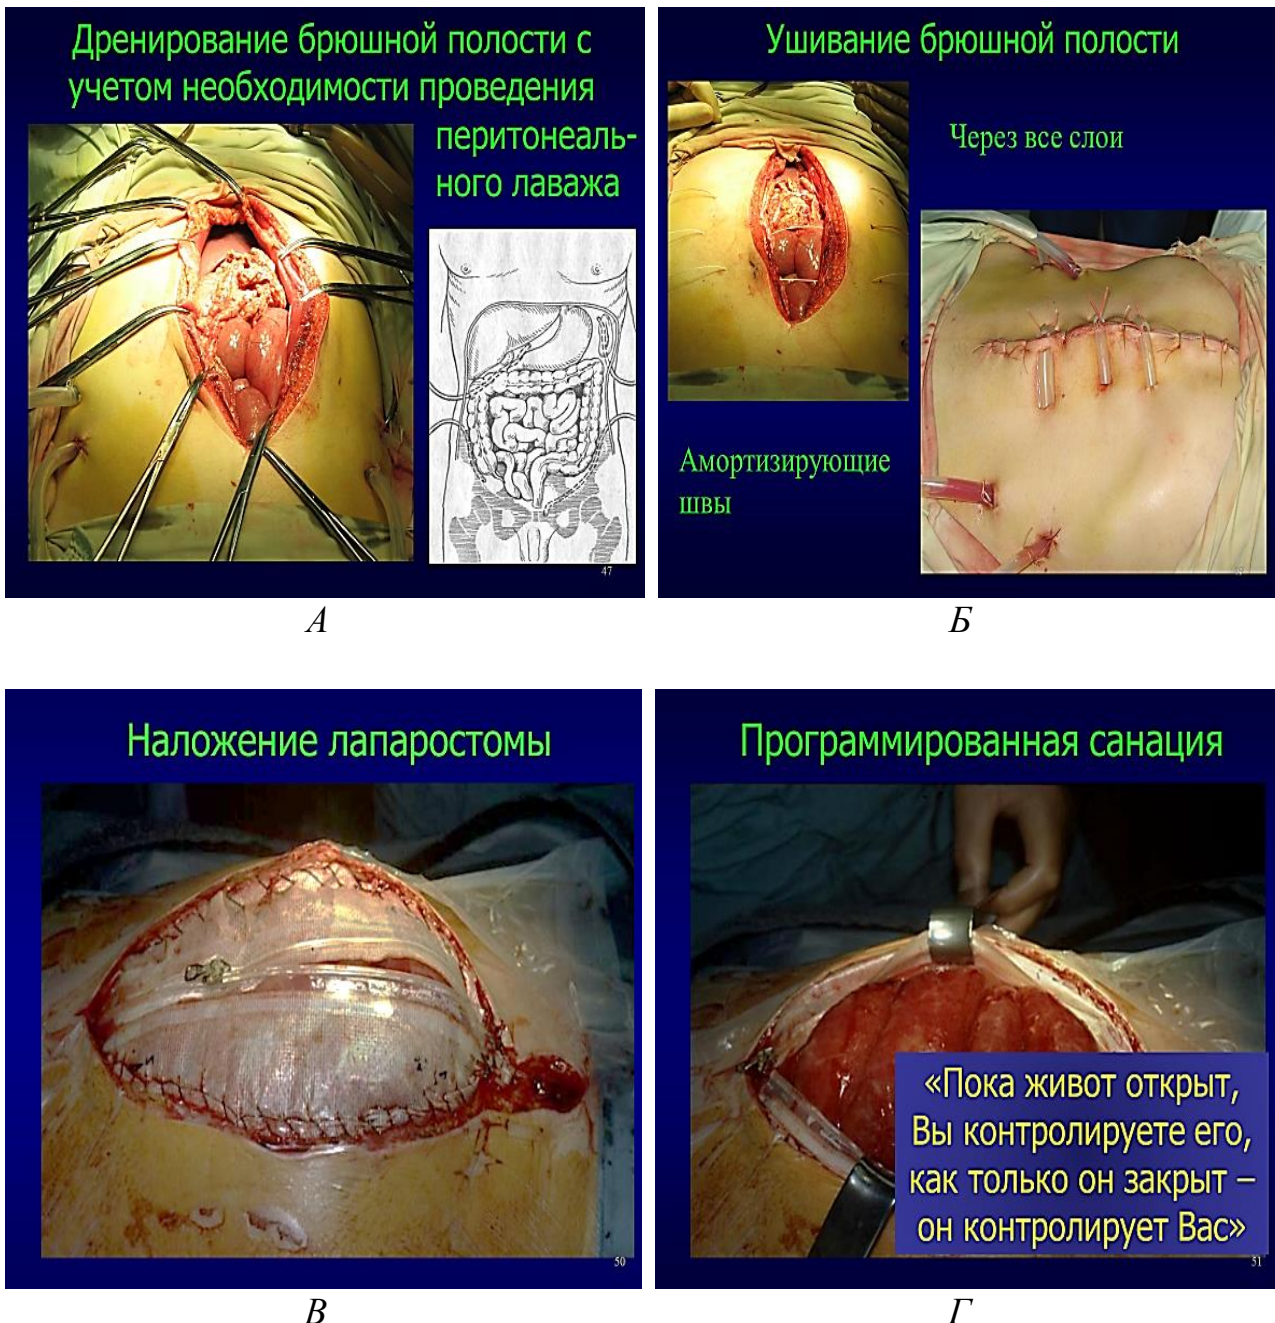 Дренирование брюшной полости с
учетом необходимости проведения
перитонеаль-
ного лаважа
47
А
Ушивание брюшной полости
Через все слои
Амортизирующие
швы
Б
Наложение лапаростомы
50
В
Программированная санация
«Пока живот открыт,
Вы контролируете его,
как только он закрыт –
он контролирует Вас»
51
Г